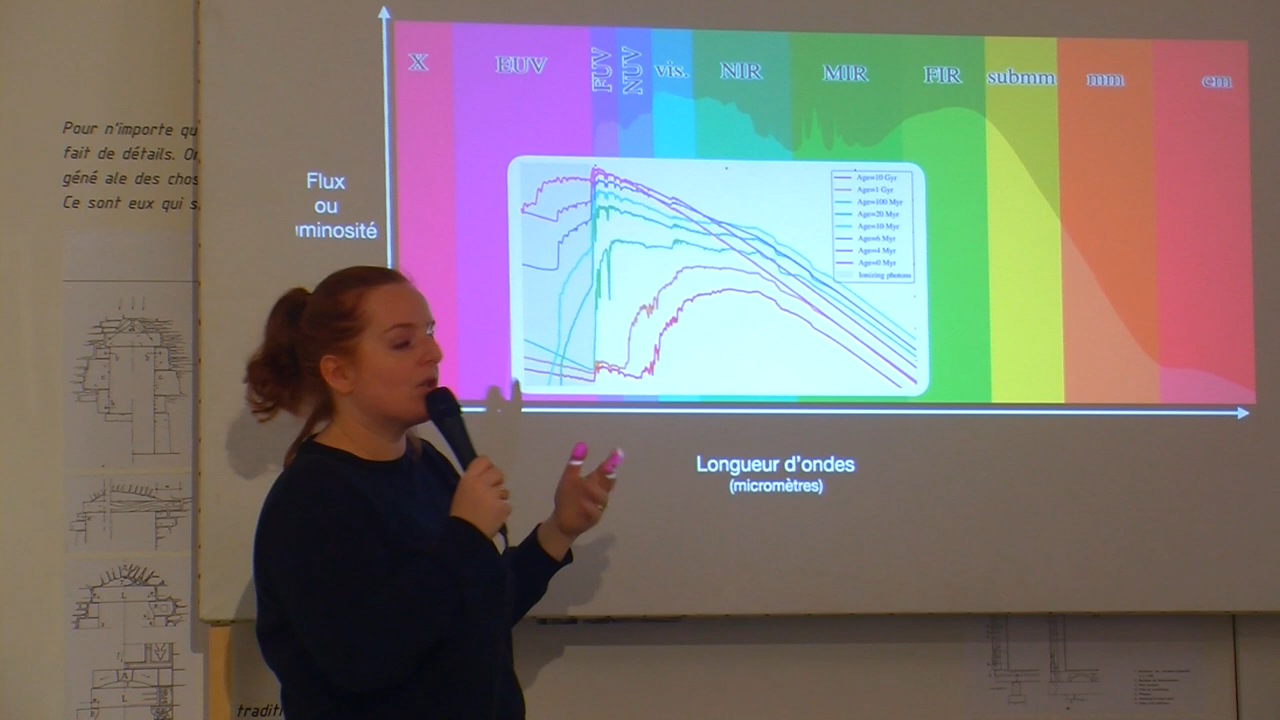 X
EUV
FUV
NUV
vis.
NIR
MIR
FIR
submm
mm
cm
Pour n'importe qu
fait de détails. O
géné ale des chos
Ce sont eux qui s
Flux
ou
uminosité
Age=10 Gyr
Age=1 Gyr
Age=100 Myr
Age=20 Myr
Age=10 Myr
Age=6 Myr
Age=4 Myr
Age=0 Myr
Ionizing photons
Longueur d'ondes
(micromètres)
traditi